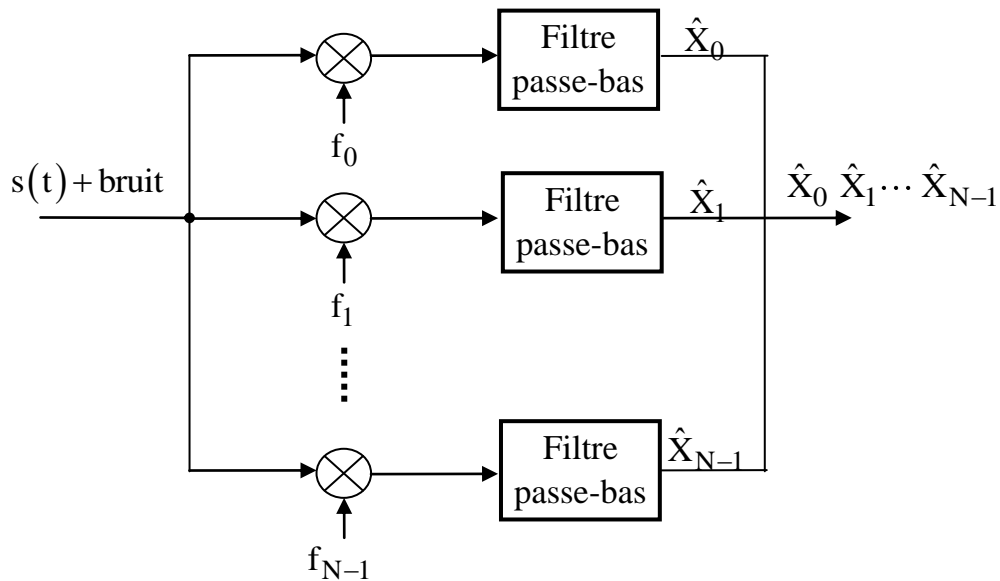 Filtre
passe-bas
X̂₀
f₀
s(t)+bruit
Filtre
passe-bas
X̂₁
X̂₀ X̂₁⋯ X̂N−1
f₁
Filtre
passe-bas
X̂N−1
fN−1